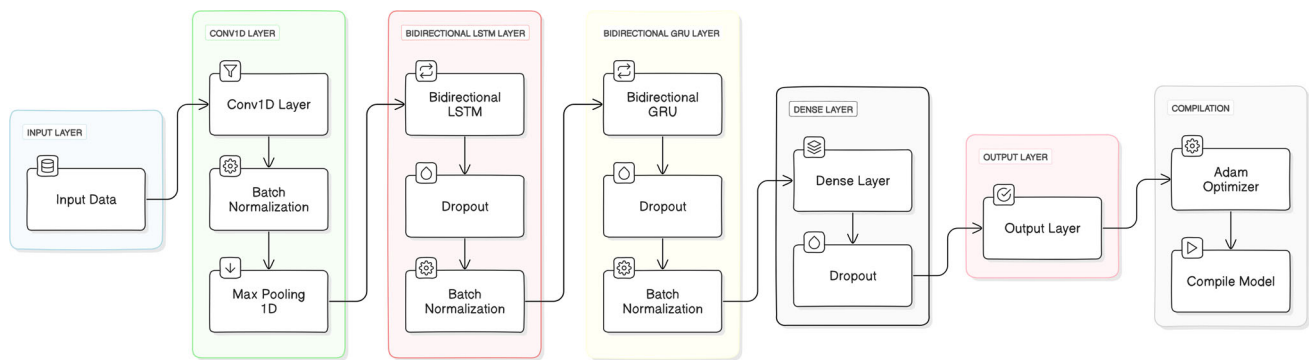 INPUT LAYER
Input Data
CONV1D LAYER
Conv1D Layer
Batch
Normalization
Max Pooling
1D
BIDIRECTIONAL LSTM LAYER
Bidirectional
LSTM
Dropout
Batch
Normalization
BIDIRECTIONAL GRU LAYER
Bidirectional
GRU
Dropout
Batch
Normalization
DENSE LAYER
Dense Layer
Dropout
OUTPUT LAYER
Output Layer
COMPILATION
Adam
Optimizer
Compile Model